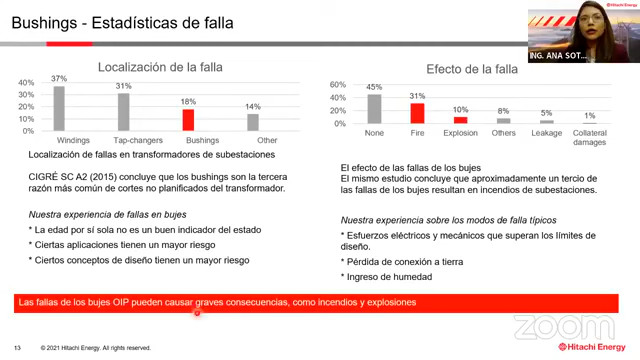 Hitachi Energy
Bushings - Estadísticas de falla
ING. ANA SOT...
Localización de la falla
40%
30%
20%
10%
0%
37%
31%
18%
14%
Windings
Tap-changers
Bushings
Other
Localización de fallas en transformadores de subestaciones
CIGRÉ SC A2 (2015) concluye que los bushings son la tercera
razón más común de cortes no planificados del transformador.
Nuestra experiencia de fallas en bujes
* La edad por sí sola no es un buen indicador del estado
* Ciertas aplicaciones tienen un mayor riesgo
* Ciertos conceptos de diseño tienen un mayor riesgo
Efecto de la falla
60%
40%
20%
0%
45%
31%
10%
8%
5%
1%
None
Fire
Explosion
Others
Leakage
Collateral
damages
El efecto de las fallas de los bujes
El mismo estudio concluye que aproximadamente un tercio de
las fallas de los bujes resultan en incendios de subestaciones.
Nuestra experiencia sobre los modos de falla típicos
* Esfuerzos eléctricos y mecánicos que superan los límites de
diseño.
* Pérdida de conexión a tierra
* Ingreso de humedad
Las fallas de los bujes OIP pueden causar graves consecuencias, como incendios y explosiones
13
© 2021 Hitachi Energy. All rights reserved.
zoom
Hitachi Energy